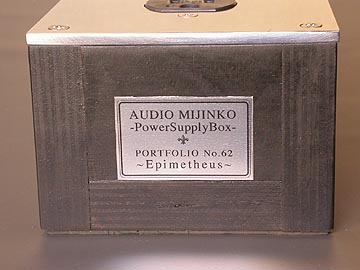 AUDIO MIJINKO
-PowerSupplyBox-
PORTFOLIO No.62
~Epimetheus~